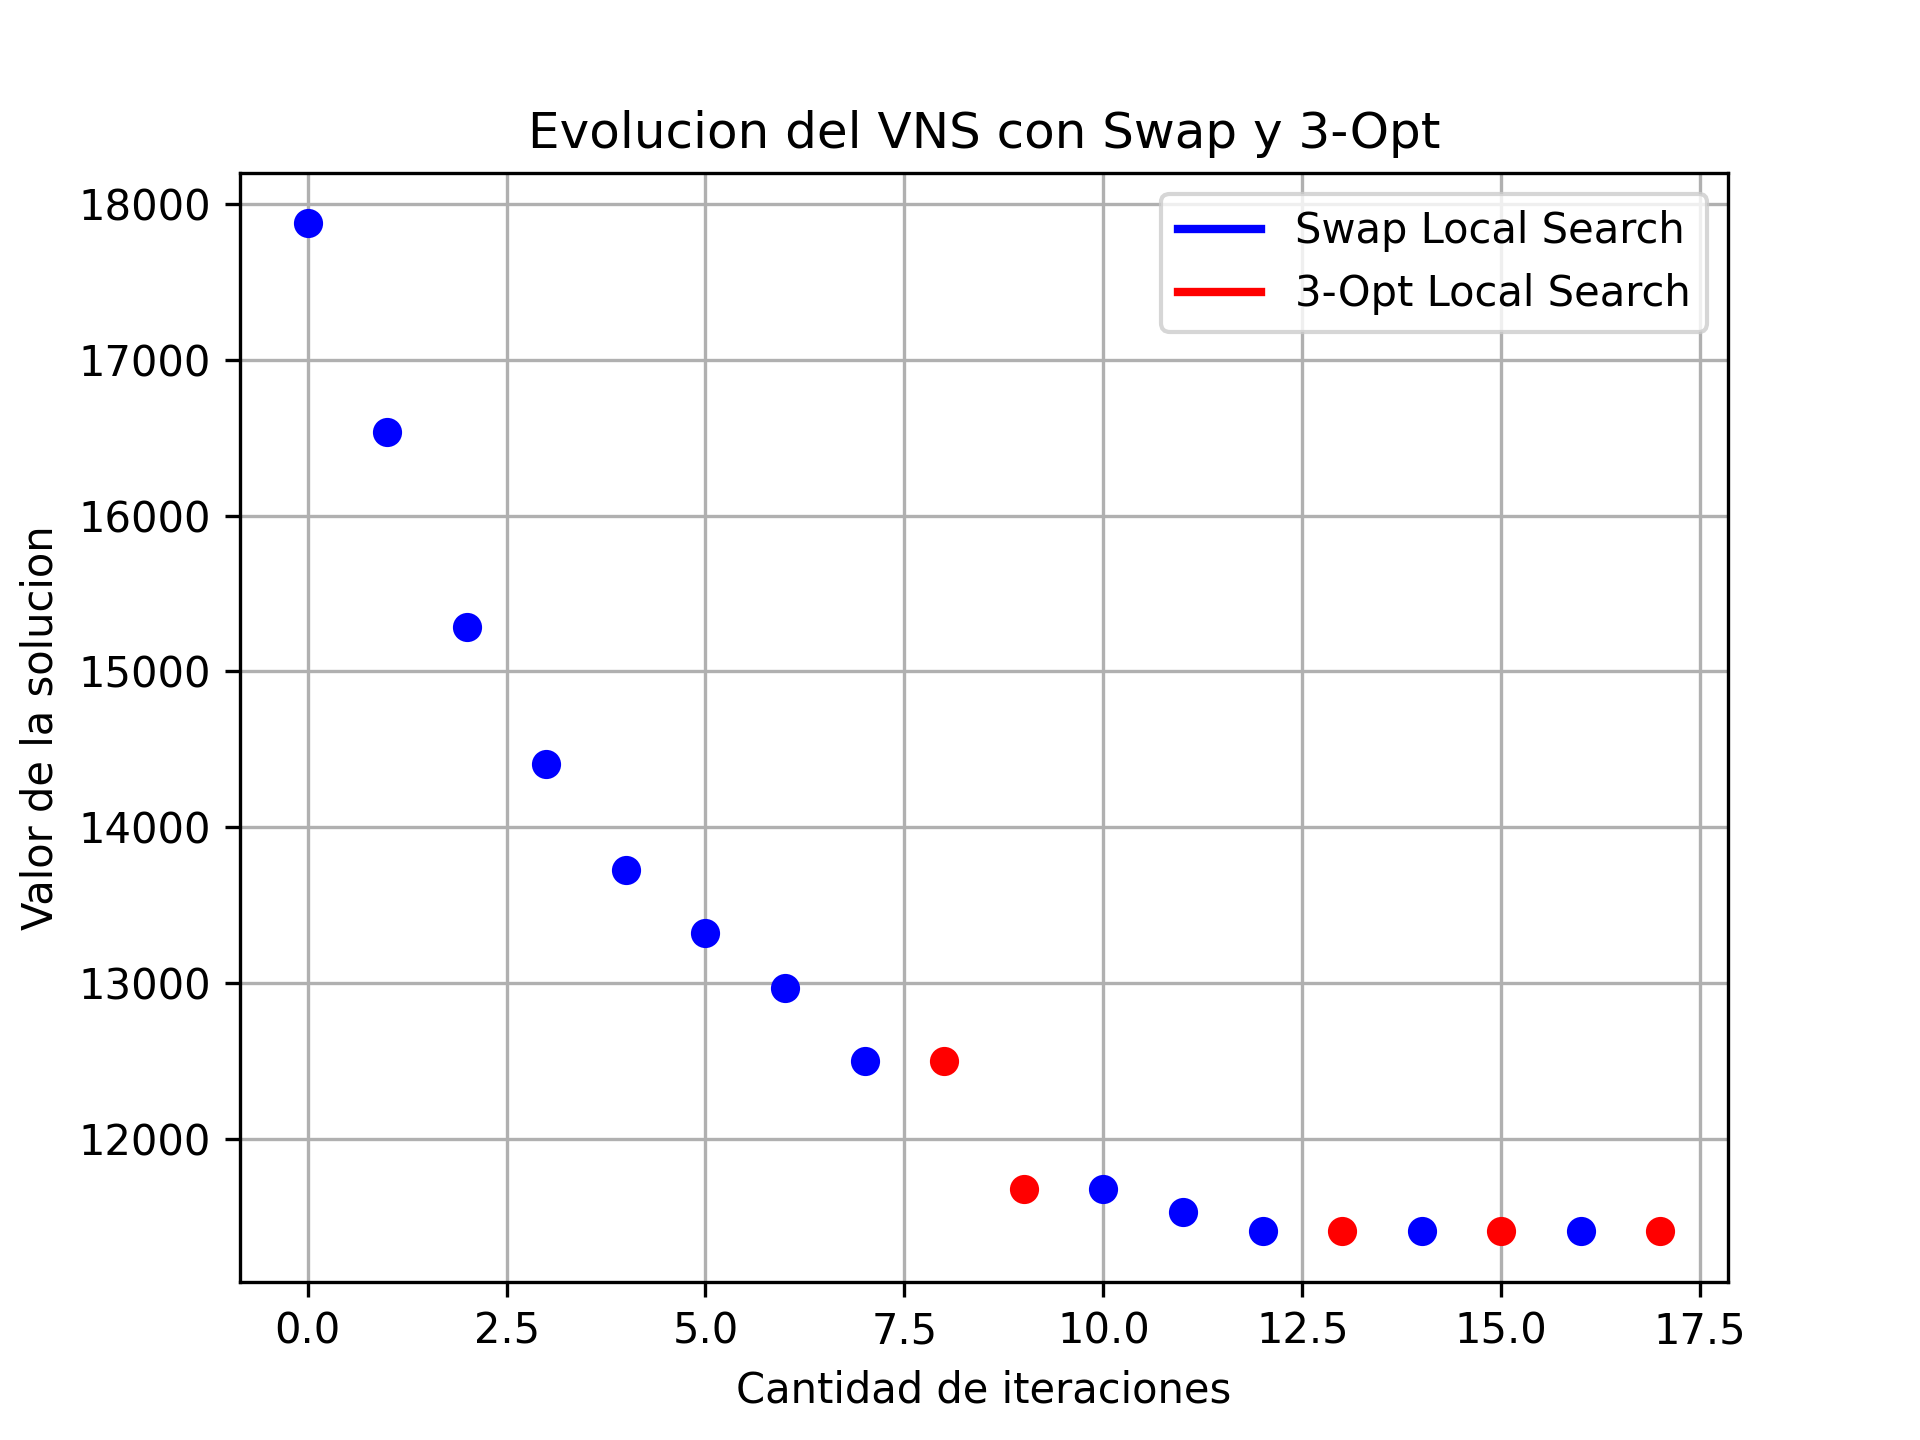 Evolucion del VNS con Swap y 3-Opt
18000
17000
16000
15000
14000
13000
12000
Valor de la solucion
Swap Local Search
3-Opt Local Search
0.0 2.5 5.0 7.5 10.0 12.5 15.0 17.5
Cantidad de iteraciones